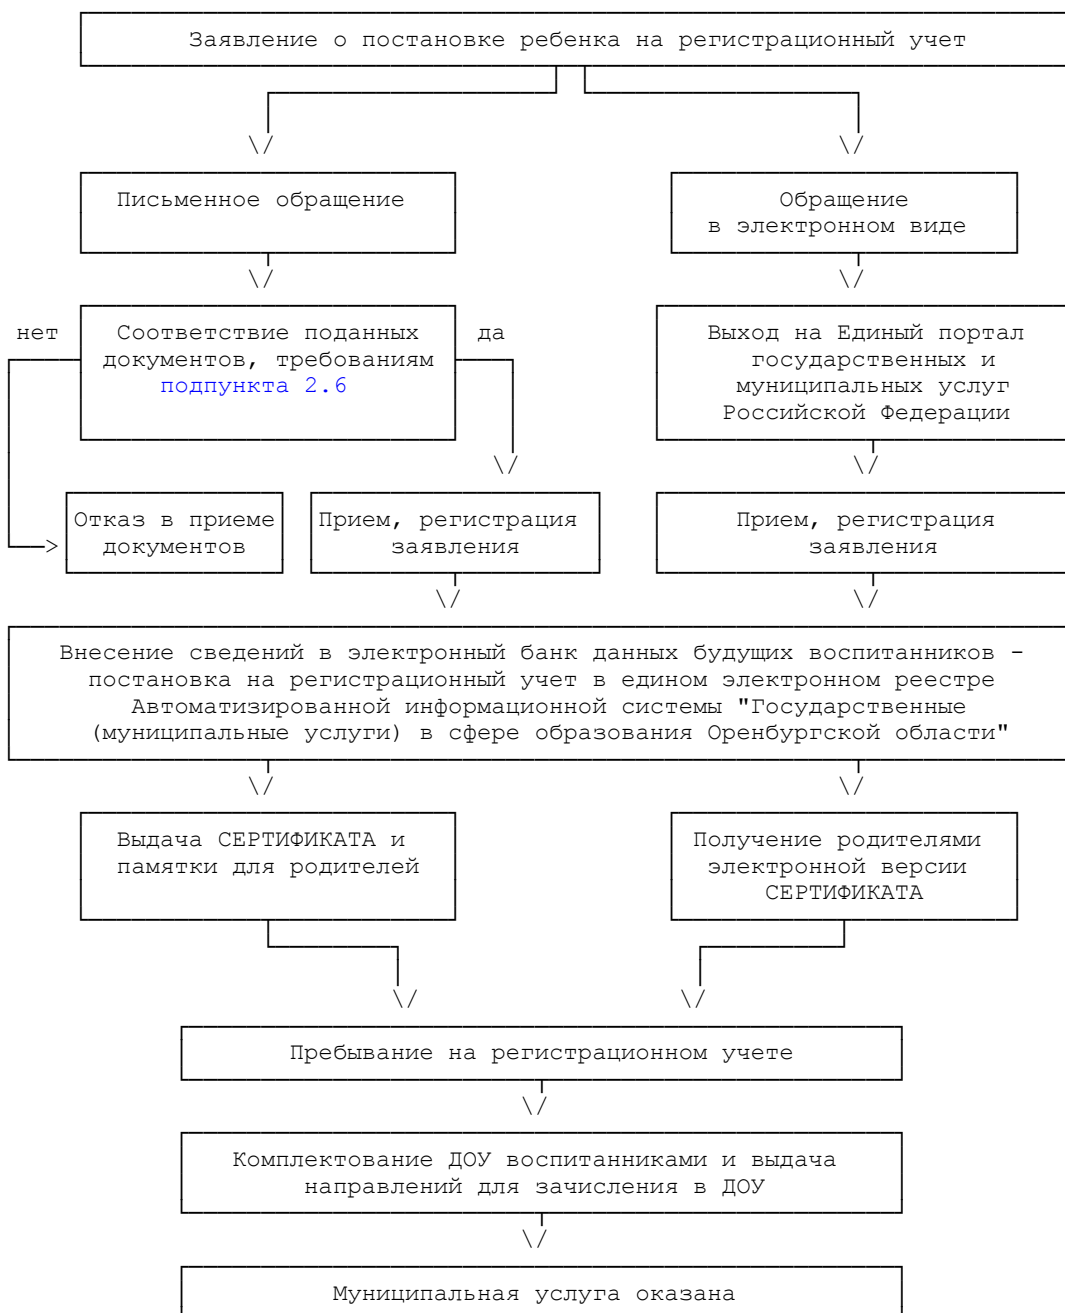 Заявление о постановке ребенка на регистрационный учет
\/ \/
Письменное обращение
Обращение
в электронном виде
\/ \/
нет
Соответствие поданных
документов, требованиям
подпункта 2.6
да
Выход на Единый портал
государственных и
муниципальных услуг
Российской Федерации
\/ \/
>
Отказ в приеме
документов
Прием, регистрация
заявления
Прием, регистрация
заявления
\/ \/
Внесение сведений в электронный банк данных будущих воспитанников -
постановка на регистрационный учет в едином электронном реестре
Автоматизированной информационной системы "Государственные
(муниципальные услуги) в сфере образования Оренбургской области"
\/ \/
Выдача СЕРТИФИКАТА и
памятки для родителей
Получение родителями
электронной версии
СЕРТИФИКАТА
\/ \/
Пребывание на регистрационном учете
\/
Комплектование ДОУ воспитанниками и выдача
направлений для зачисления в ДОУ
\/
Муниципальная услуга оказана